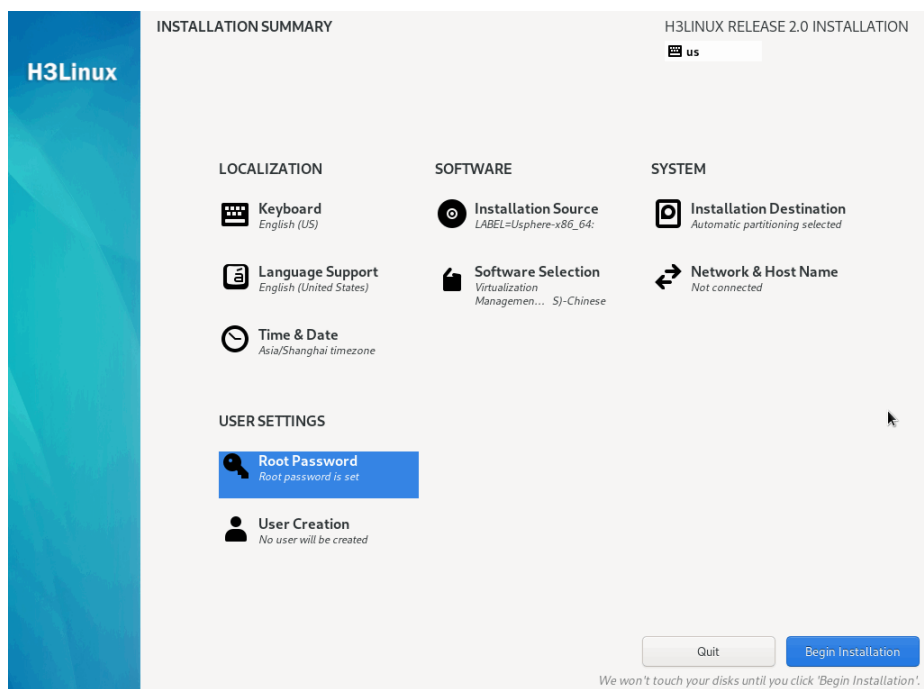 INSTALLATION SUMMARY
H3LINUX RELEASE 2.0 INSTALLATION
us
H3Linux
LOCALIZATION
Keyboard
English (US)
Language Support
English (United States)
Time & Date
Asia/Shanghai timezone
SOFTWARE
Installation Source
LABEL=Usphere-x86_64:
Software Selection
Virtualization
Managemen... S)-Chinese
SYSTEM
Installation Destination
Automatic partitioning selected
Network & Host Name
Not connected
USER SETTINGS
Root Password
Root password is set
User Creation
No user will be created
Quit
Begin Installation
We won't touch your disks until you click 'Begin Installation'.